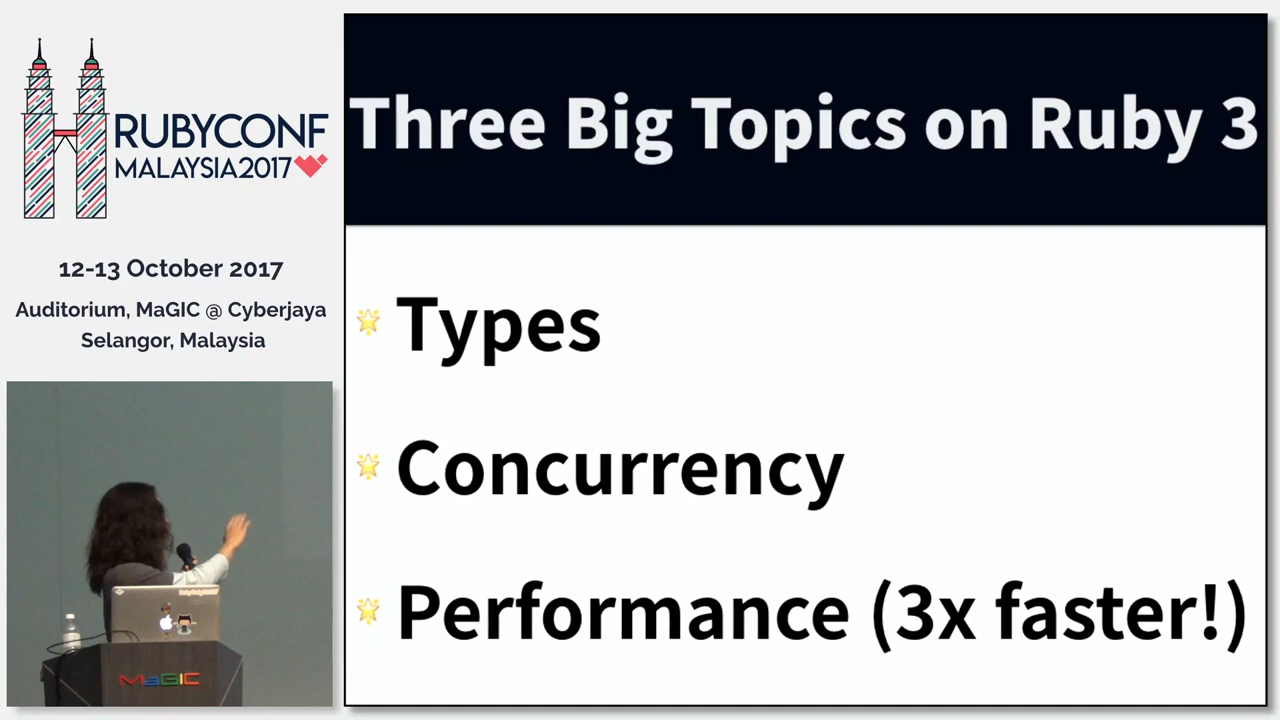 RUBYCONF
MALAYSIA2017
12-13 October 2017
Auditorium, MaGIC @ Cyberjaya
Selangor, Malaysia
MaGIC
Three Big Topics on Ruby 3
Types
Concurrency
Performance (3x faster!)